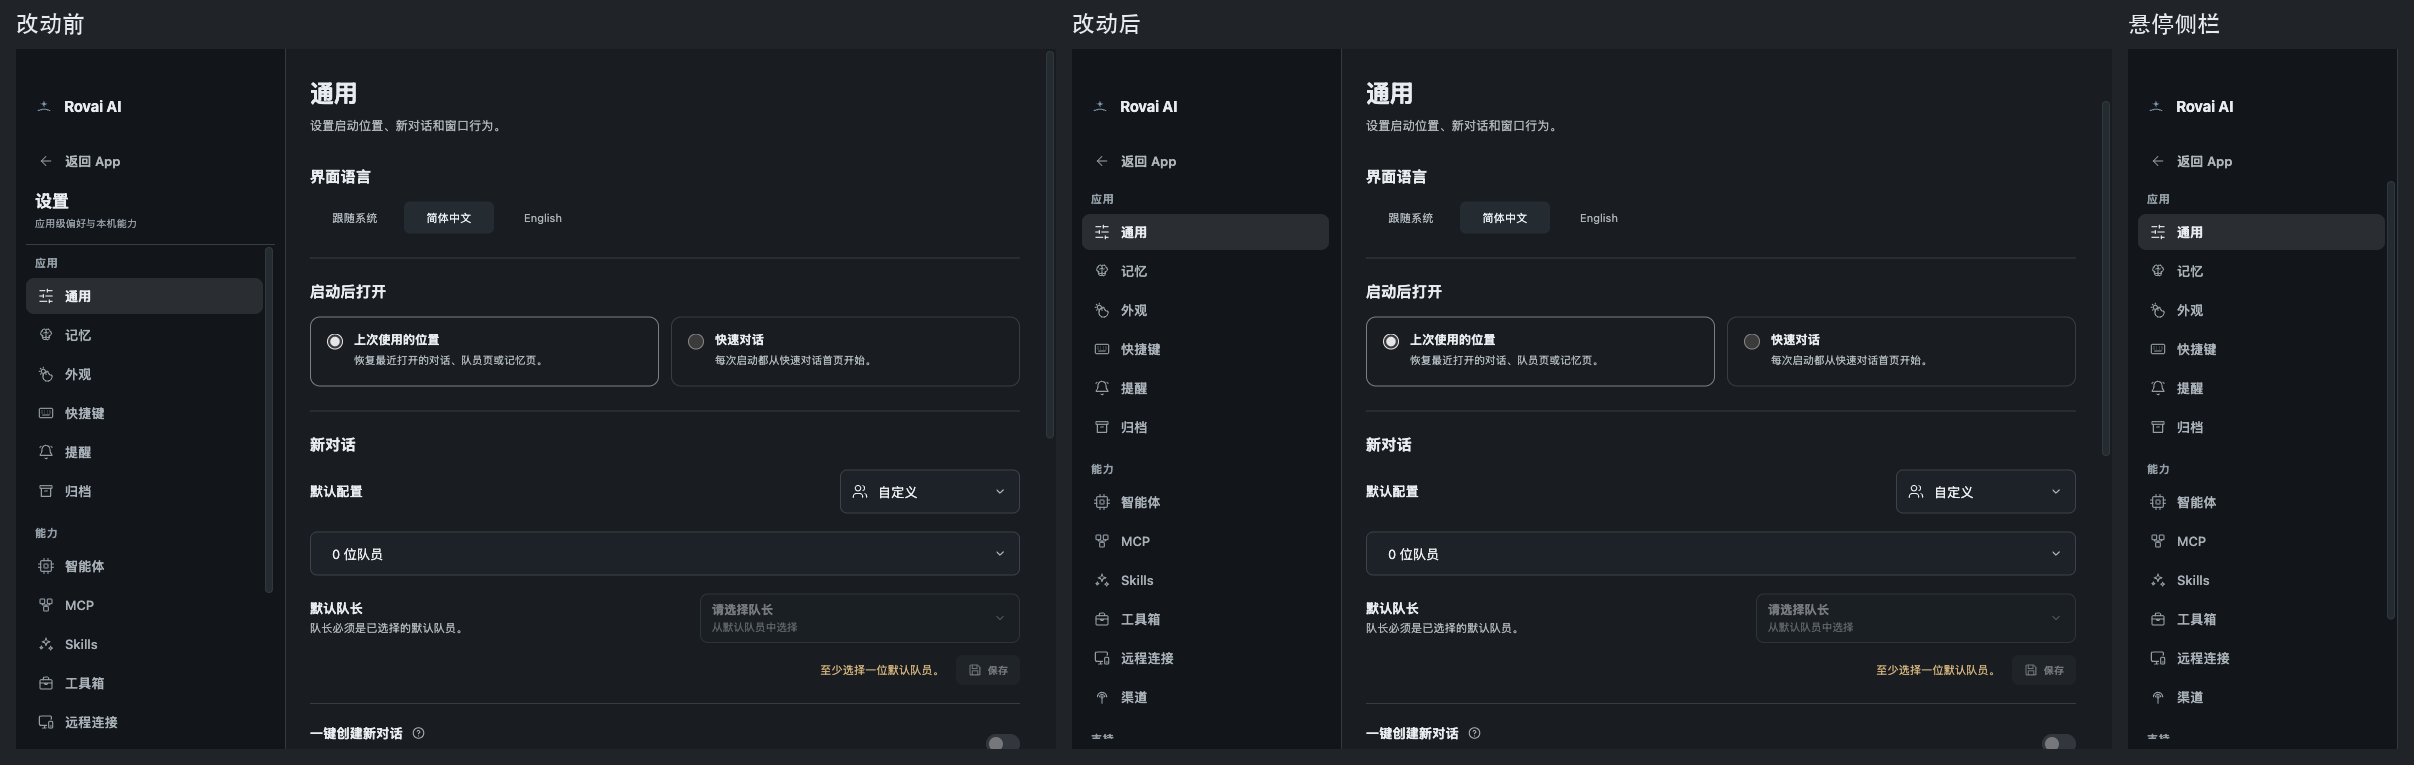 改动前
Rovai AI
返回 App
设置
应用级偏好与本机能力
应用
通用
记忆
外观
快捷键
提醒
归档
能力
智能体
MCP
Skills
工具箱
远程连接
通用
设置启动位置、新对话和窗口行为。
界面语言
跟随系统
简体中文
English
启动后打开
上次使用的位置
恢复最近打开的对话、队员页或记忆页。
快速对话
每次启动都从快速对话首页开始。
新对话
默认配置
自定义
0 位队员
默认队长
队长必须是已选择的默认队员。
请选择队长
从默认队员中选择
至少选择一位默认队员。
保存
一键创建新对话
改动后
Rovai AI
返回 App
应用
通用
记忆
外观
快捷键
提醒
归档
能力
智能体
MCP
Skills
工具箱
远程连接
渠道
通用
设置启动位置、新对话和窗口行为。
界面语言
跟随系统
简体中文
English
启动后打开
上次使用的位置
恢复最近打开的对话、队员页或记忆页。
快速对话
每次启动都从快速对话首页开始。
新对话
默认配置
自定义
0 位队员
默认队长
队长必须是已选择的默认队员。
请选择队长
从默认队员中选择
至少选择一位默认队员。
保存
一键创建新对话
悬停侧栏
Rovai AI
返回 App
应用
通用
记忆
外观
快捷键
提醒
归档
能力
智能体
MCP
Skills
工具箱
远程连接
渠道